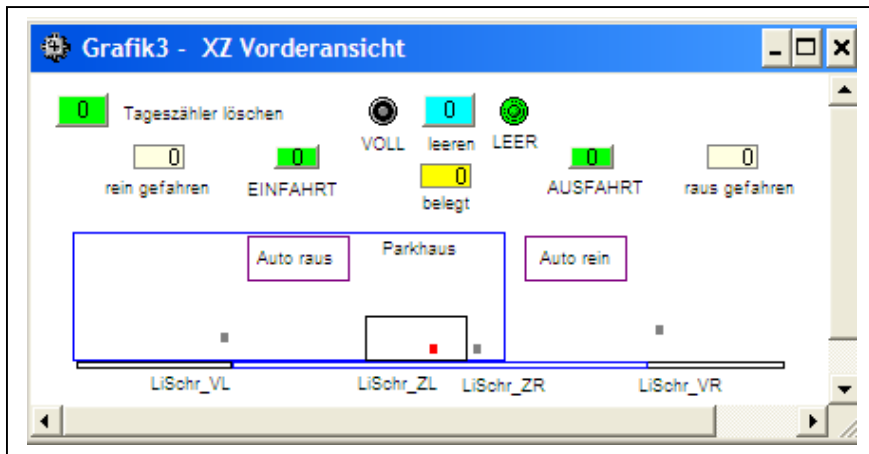 Grafik3 - XZ Vorderansicht
0 Tageszähler löschen 0
VOLL leeren LEER
0 0 0 0 0
rein gefahren EINFAHRT belegt AUSFAHRT raus gefahren
Auto raus Parkhaus Auto rein
LiSchr_VL LiSchr_ZL LiSchr_ZR LiSchr_VR